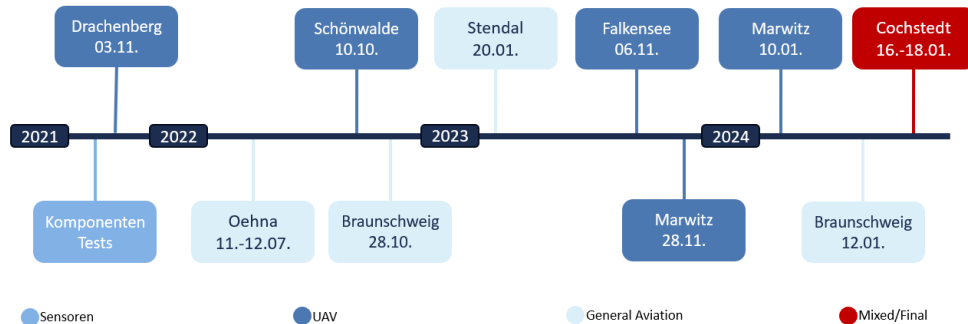 Drachenberg
03.11.
Schönwalde
10.10.
Stendal
20.01.
Falkensee
06.11.
Marwitz
10.01.
Cochstedt
16.-18.01.
2021
2022
2023
2024
Komponenten
Tests
Oehna
11.-12.07.
Braunschweig
28.10.
Marwitz
28.11.
Braunschweig
12.01.
Sensoren
UAV
General Aviation
Mixed/Final